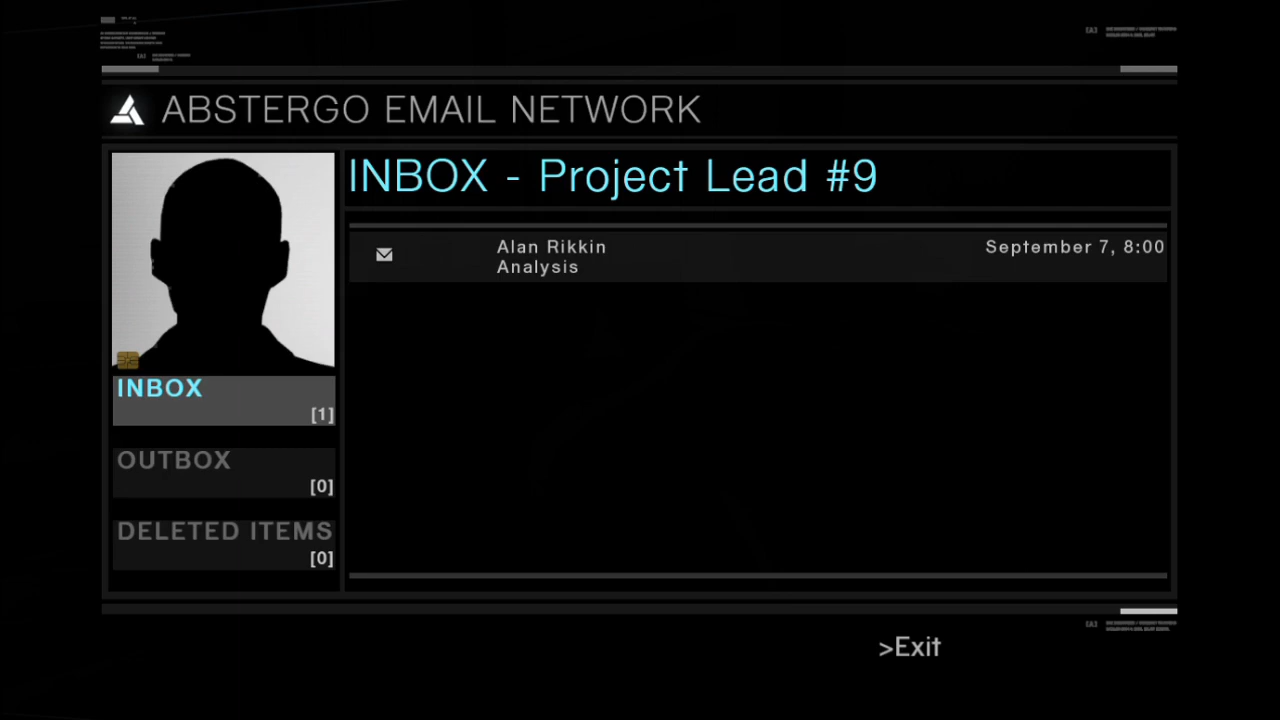 ABSTERGO EMAIL NETWORK
INBOX - Project Lead #9
Alan Rikkin
September 7, 8:00
Analysis
INBOX
[1]
OUTBOX
[0]
DELETED ITEMS
[0]
>Exit